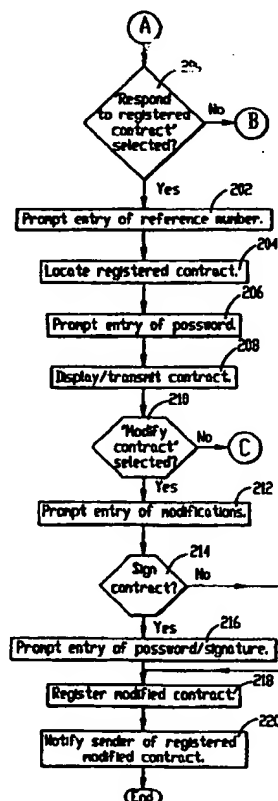 A
"Respond
to registered
contract"
selected?
No
B
Yes
202
Prompt entry of reference number.
204
Locate registered contract.
206
Prompt entry of password.
208
Display/transmit contract.
210
"Modify
contract"
selected?
No
C
Yes
212
Prompt entry of modifications.
214
Sign
contract?
No
Yes
216
Prompt entry of password/signature.
218
Register modified contract.
220
Notify sender of registered
modified contract.
End